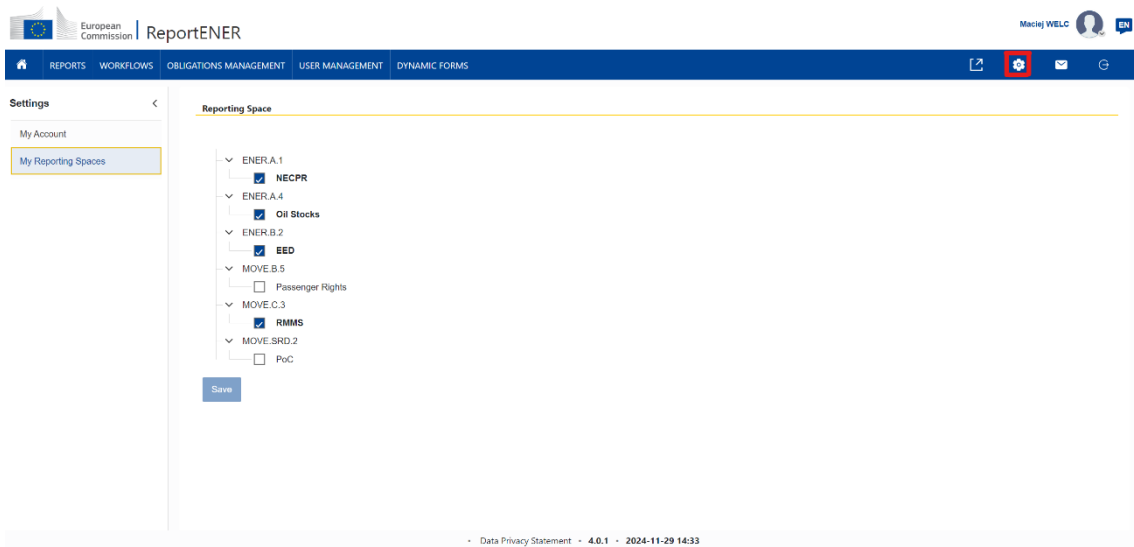 European
Commission
ReportENER
Maciej WELC
EN
REPORTS WORKFLOWS OBLIGATIONS MANAGEMENT USER MANAGEMENT DYNAMIC FORMS
Settings
My Account
My Reporting Spaces
Reporting Space
ENER.A.1
NECPR
ENER.A.4
Oil Stocks
ENER.B.2
EED
MOVE.B.5
Passenger Rights
MOVE.C.3
RMMS
MOVE.SRD.2
PoC
Save
• Data Privacy Statement • 4.0.1 • 2024-11-29 14:33